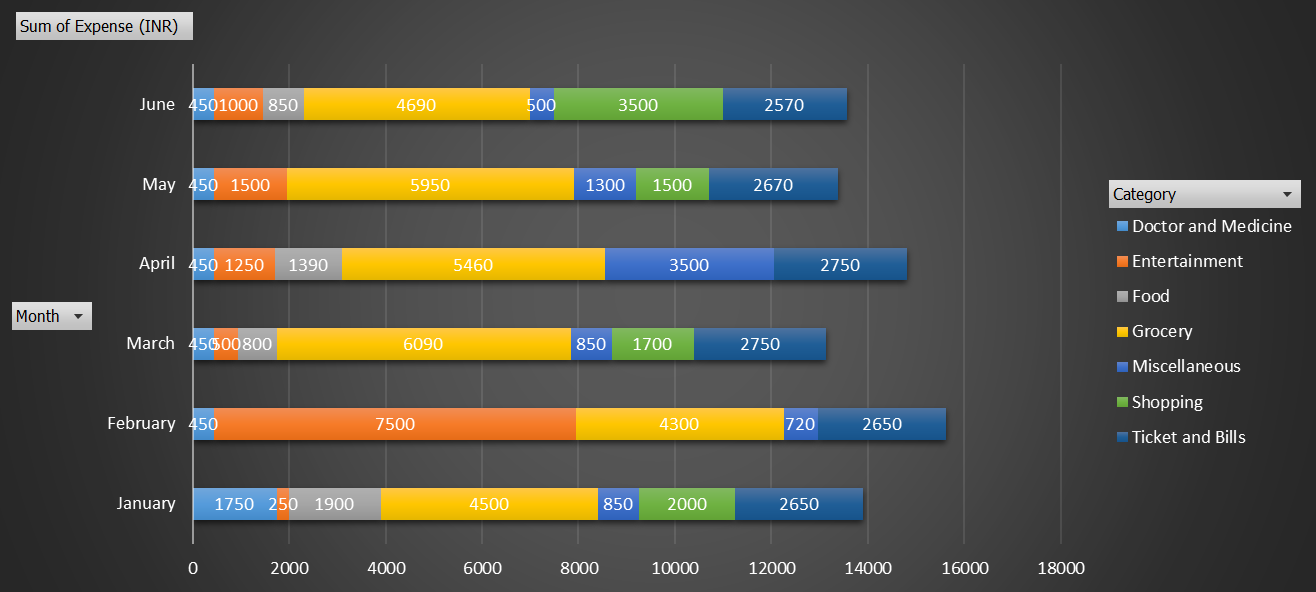 Sum of Expense (INR)
June 450 1000 850 4690 500 3500 2570
May 450 1500 5950 1300 1500 2670
Category
Doctor and Medicine
Entertainment
Food
Grocery
Miscellaneous
Shopping
Ticket and Bills
April 450 1250 1390 5460 3500 2750
Month
March 450 500 800 6090 850 1700 2750
February 450 7500 4300 720 2650
January 1750 250 1900 4500 850 2000 2650
0 2000 4000 6000 8000 10000 12000 14000 16000 18000